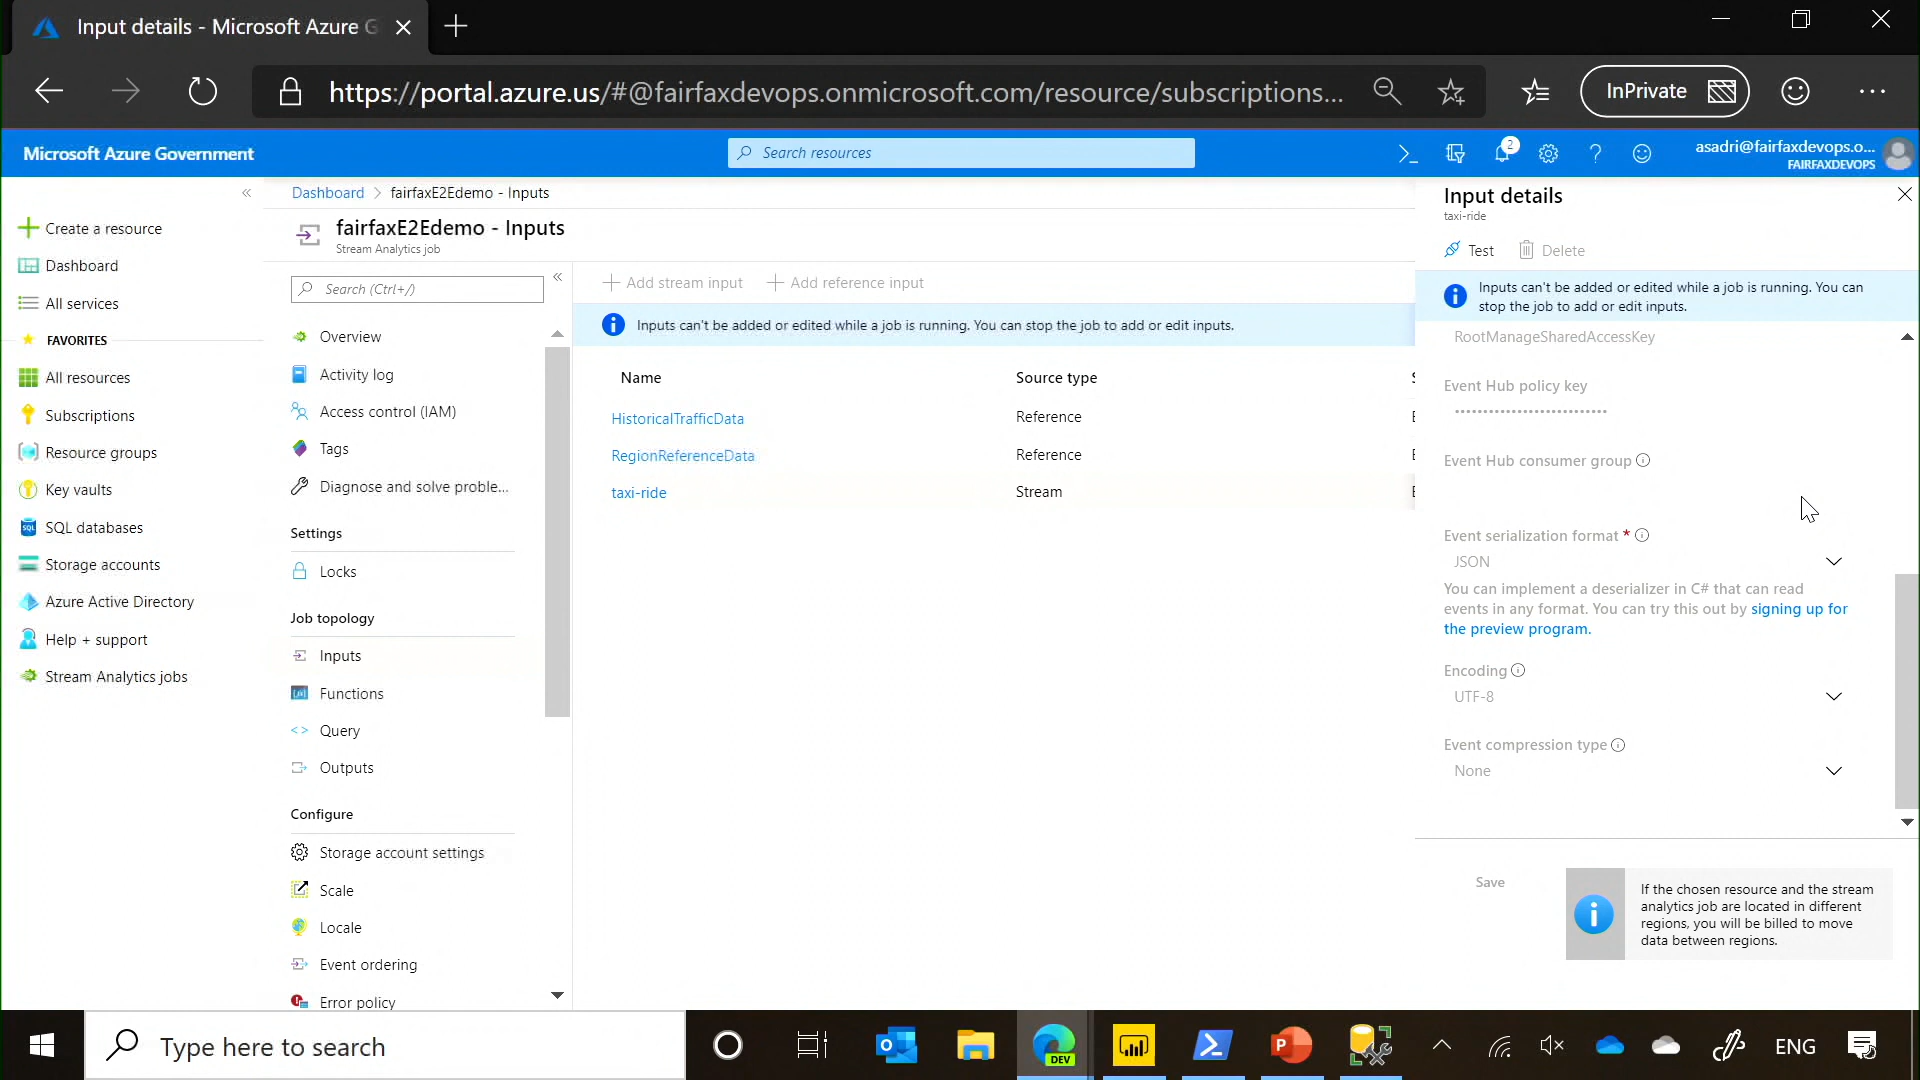 Input details - Microsoft Azure G
https://portal.azure.us/#@fairfaxdevops.onmicrosoft.com/resource/subscriptions...
InPrivate
Microsoft Azure Government
Search resources
2
asadri@fairfaxdevops.o...
FAIRFAXDEVOPS
Create a resource
Dashboard
All services
FAVORITES
All resources
Subscriptions
Resource groups
Key vaults
SQL databases
Storage accounts
Azure Active Directory
Help + support
Stream Analytics jobs
Dashboard > fairfaxE2Edemo - Inputs
fairfaxE2Edemo - Inputs
Stream Analytics job
Search (Ctrl+/)
Overview
Activity log
Access control (IAM)
Tags
Diagnose and solve proble...
Settings
Locks
Job topology
Inputs
Functions
Query
Outputs
Configure
Storage account settings
Scale
Locale
Event ordering
Error policy
Add stream input
Add reference input
Inputs can't be added or edited while a job is running. You can stop the job to add or edit inputs.
Name Source type
HistoricalTrafficData Reference
RegionReferenceData Reference
taxi-ride Stream
Input details
taxi-ride
Test Delete
Inputs can't be added or edited while a job is running. You can
stop the job to add or edit inputs.
RootManageSharedAccessKey
Event Hub policy key
Event Hub consumer group
Event serialization format *
JSON
You can implement a deserializer in C# that can read
events in any format. You can try this out by signing up for
the preview program.
Encoding
UTF-8
Event compression type
None
Save
If the chosen resource and the stream
analytics job are located in different
regions, you will be billed to move
data between regions.
Type here to search
DEV
ENG